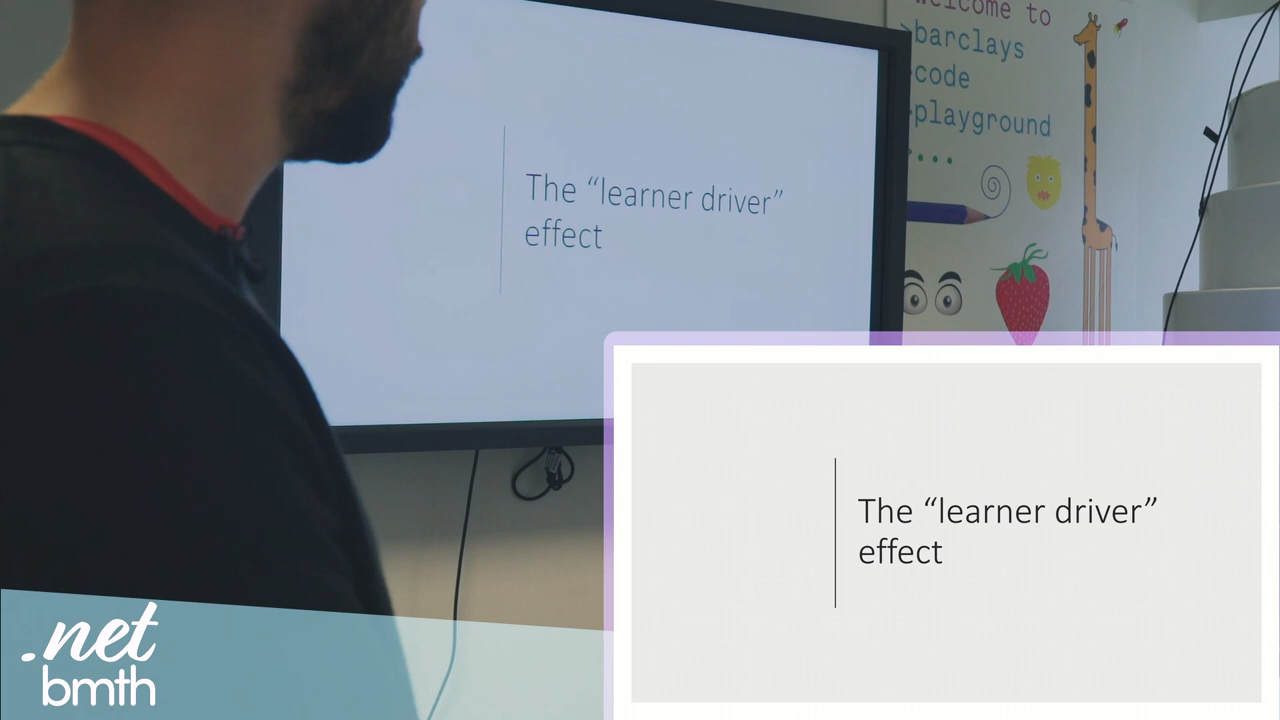 welcome to
>barclays
code
playground
....
The “learner driver”
effect
The “learner driver”
effect
.net
bmth